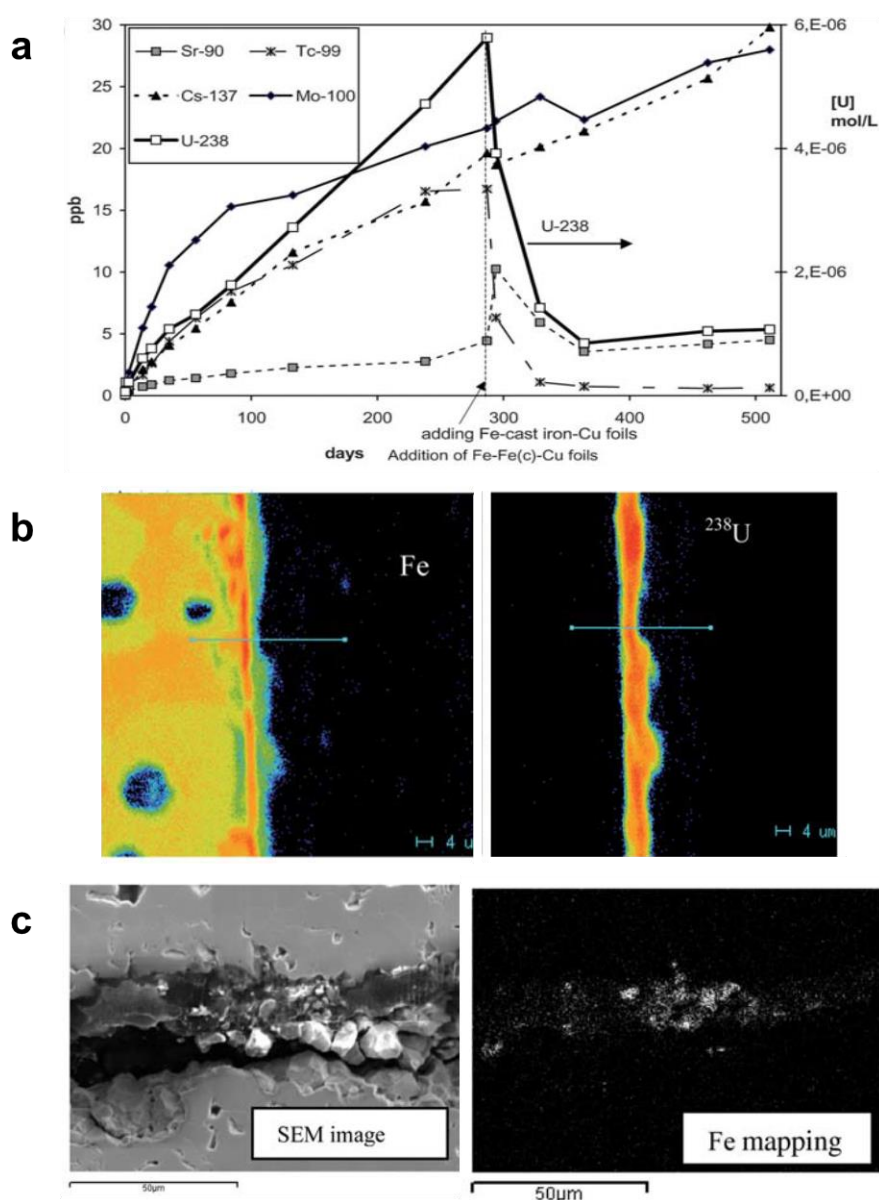 a
30
25
20
15
10
5
0
ppb
Sr-90 Tc-99
Cs-137 Mo-100
U-238
6,E-06
4,E-06
2,E-06
0,E+00
[U]
mol/L
U-238
0 100 200 300 400 500
adding Fe-cast iron-Cu foils
days Addition of Fe-Fe(c)-Cu foils
b
Fe
4 u
238U
4 um
c
SEM image
50µm
Fe mapping
50µm